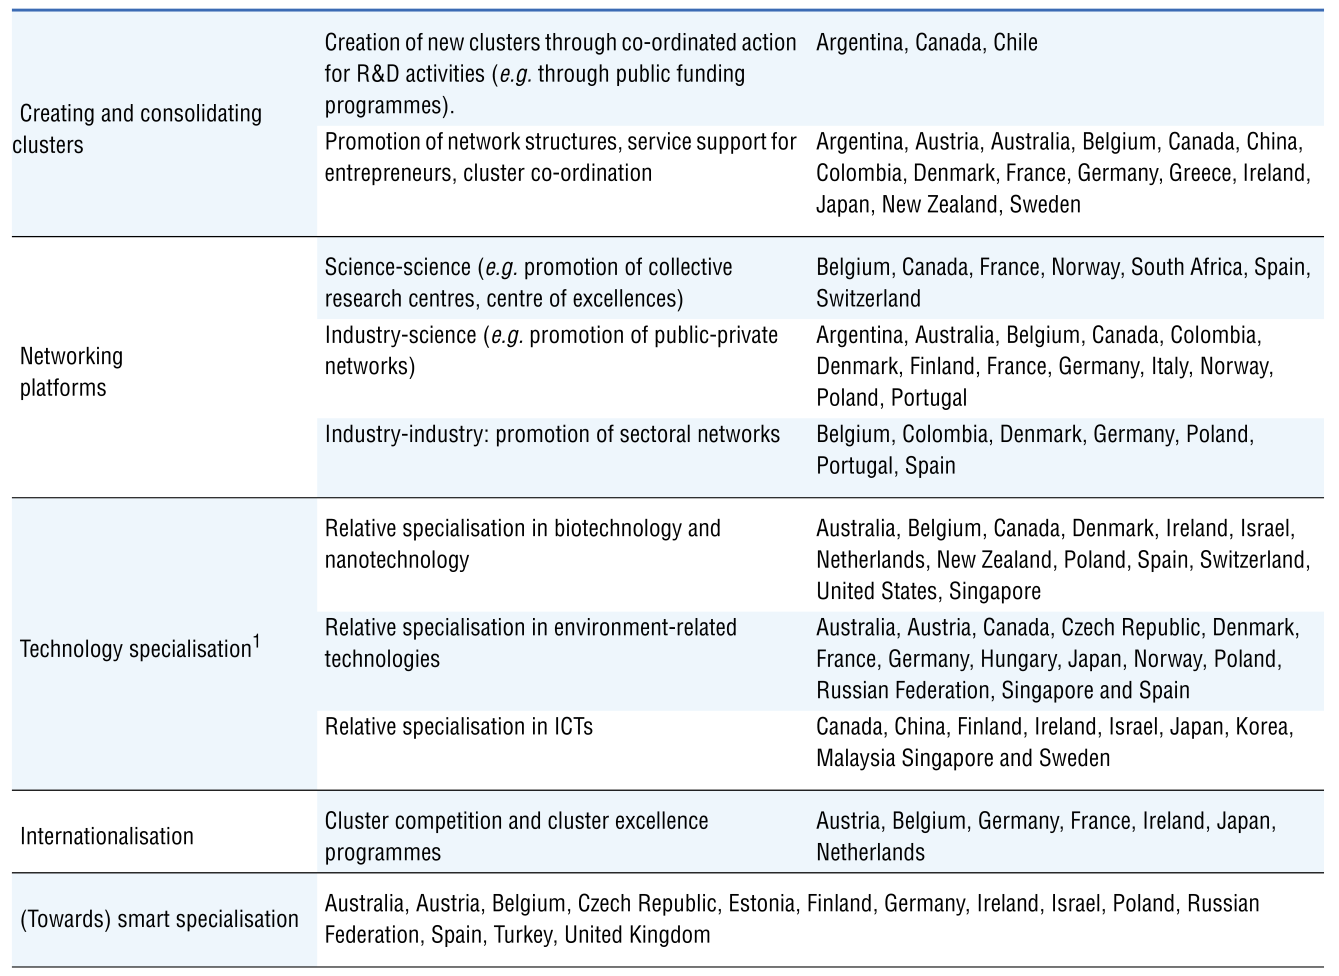 Creating and consolidating
clusters
Creation of new clusters through co-ordinated action
for R&D activities (e.g. through public funding
programmes).
Argentina, Canada, Chile
Promotion of network structures, service support for
entrepreneurs, cluster co-ordination
Argentina, Austria, Australia, Belgium, Canada, China,
Colombia, Denmark, France, Germany, Greece, Ireland,
Japan, New Zealand, Sweden
Networking
platforms
Science-science (e.g. promotion of collective
research centres, centre of excellences)
Belgium, Canada, France, Norway, South Africa, Spain,
Switzerland
Industry-science (e.g. promotion of public-private
networks)
Argentina, Australia, Belgium, Canada, Colombia,
Denmark, Finland, France, Germany, Italy, Norway,
Poland, Portugal
Industry-industry: promotion of sectoral networks
Belgium, Colombia, Denmark, Germany, Poland,
Portugal, Spain
Technology specialisation1
Relative specialisation in biotechnology and
nanotechnology
Australia, Belgium, Canada, Denmark, Ireland, Israel,
Netherlands, New Zealand, Poland, Spain, Switzerland,
United States, Singapore
Relative specialisation in environment-related
technologies
Australia, Austria, Canada, Czech Republic, Denmark,
France, Germany, Hungary, Japan, Norway, Poland,
Russian Federation, Singapore and Spain
Relative specialisation in ICTs
Canada, China, Finland, Ireland, Israel, Japan, Korea,
Malaysia Singapore and Sweden
Internationalisation
Cluster competition and cluster excellence
programmes
Austria, Belgium, Germany, France, Ireland, Japan,
Netherlands
(Towards) smart specialisation
Australia, Austria, Belgium, Czech Republic, Estonia, Finland, Germany, Ireland, Israel, Poland, Russian
Federation, Spain, Turkey, United Kingdom